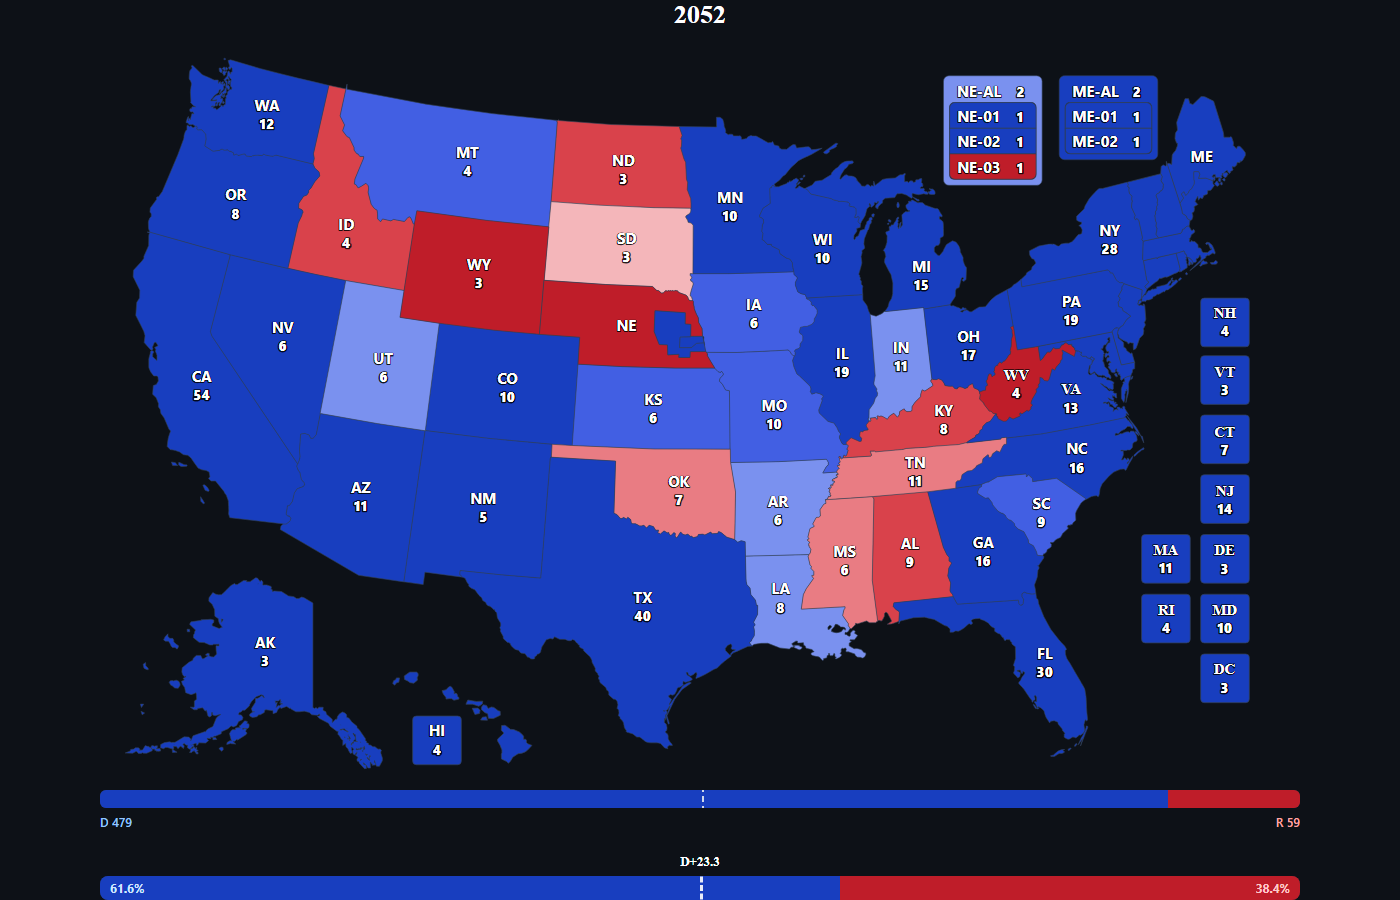 2052
WA
12
OR
8
CA
54
NV
6
ID
4
MT
4
WY
3
UT
6
AZ
11
CO
10
NM
5
ND
3
SD
3
NE
KS
6
OK
7
TX
40
MN
10
IA
6
MO
10
AR
6
LA
8
WI
10
IL
19
MI
15
IN
11
OH
17
KY
8
TN
11
MS
6
AL
9
GA
16
FL
30
SC
9
NC
16
VA
13
WV
4
PA
19
NY
28
ME
AK
3
HI
4
NE-AL 2
NE-01 1
NE-02 1
NE-03 1
ME-AL 2
ME-01 1
ME-02 1
NH
4
VT
3
CT
7
NJ
14
MA
11
DE
3
RI
4
MD
10
DC
3
D 479
R 59
D+23.3
61.6%
38.4%